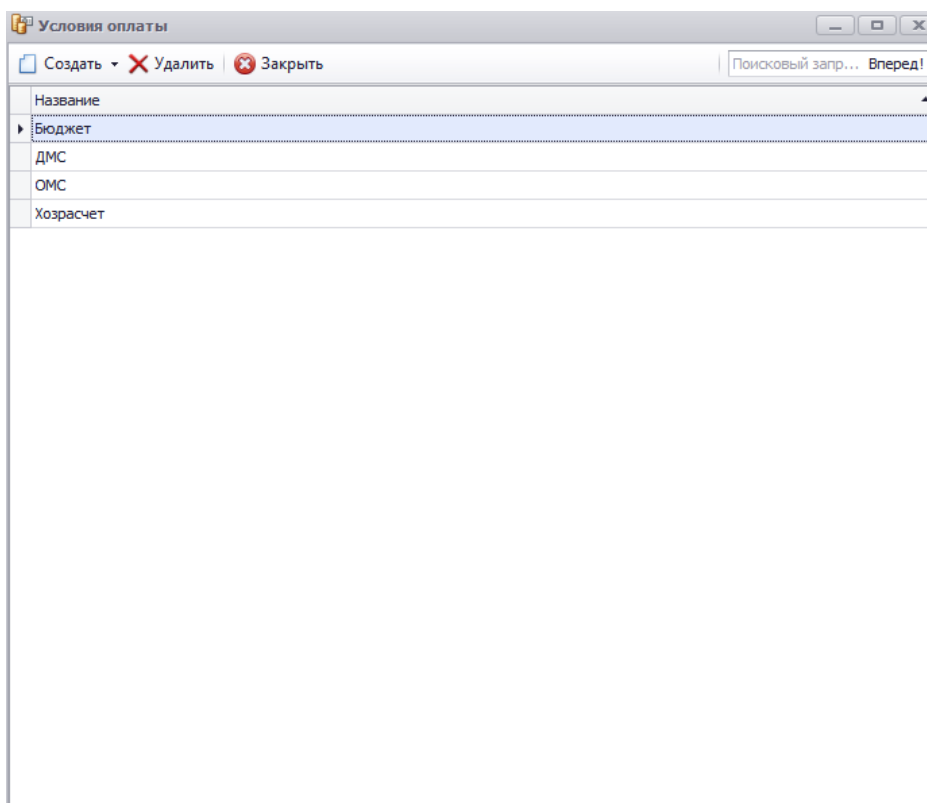 Условия оплаты
Создать Удалить Закрыть Поисковый запр... Вперед!
Название
Бюджет
ДМС
ОМС
Хозрасчет